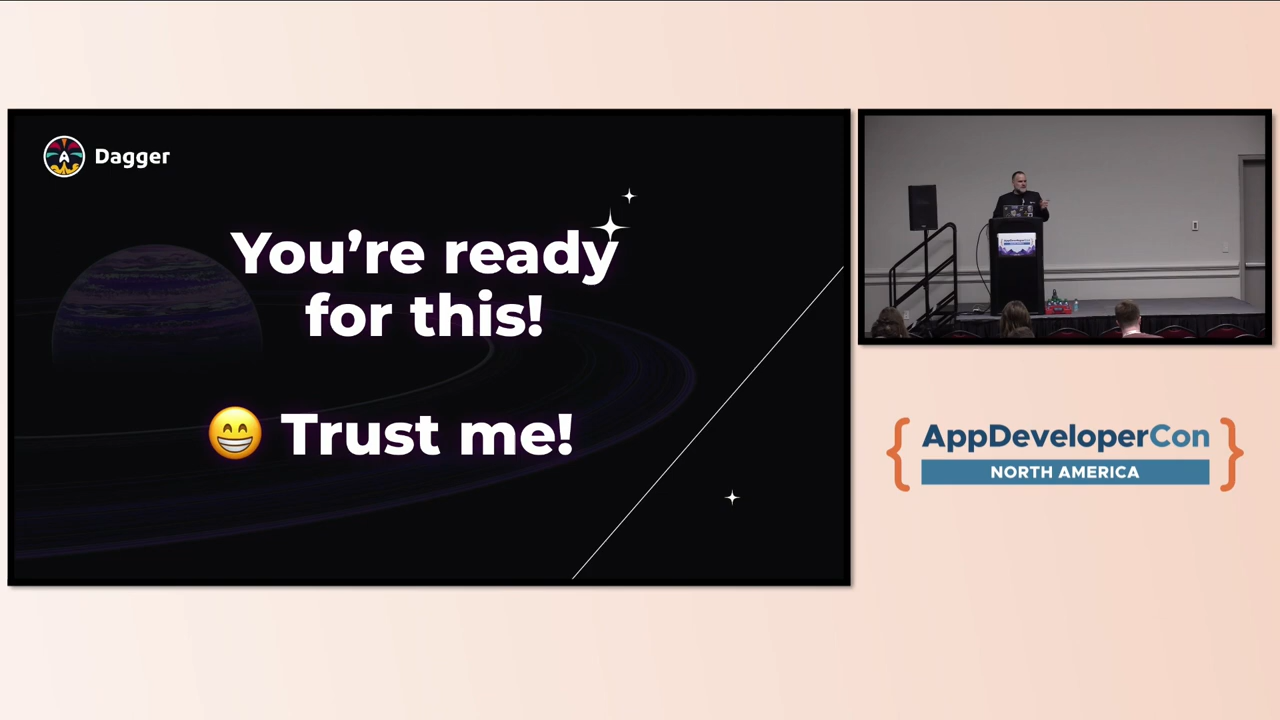 Dagger
You're ready
for this!
😁 Trust me!
AppDeveloperCon
NORTH AMERICA